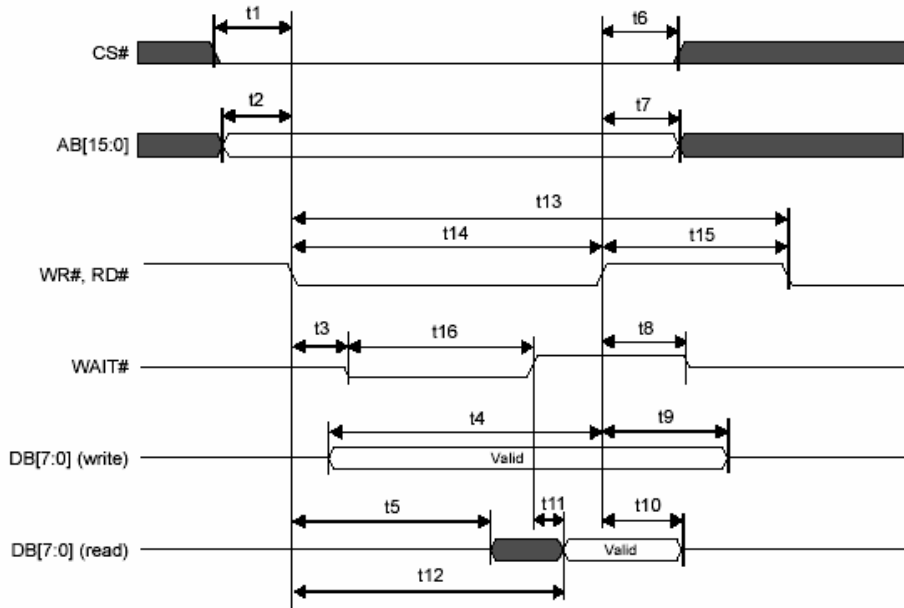 t1
t6
CS#
t2
t7
AB[15:0]
t13
t14
t15
WR#, RD#
t3
t16
t8
WAIT#
t4
t9
DB[7:0] (write)
Valid
t5
t11
t10
DB[7:0] (read)
Valid
t12